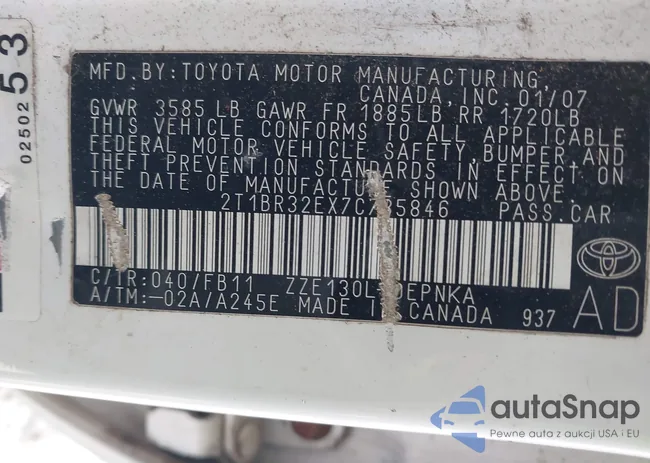 02502 53
MFD. BY: TOYOTA MOTOR MANUFACTURING,
CANADA, INC. 01/07
GVWR 3585 LB GAWR FR 1885 LB RR 1720LB
THIS VEHICLE CONFORMS TO ALL APPLICABLE
FEDERAL MOTOR VEHICLE SAFETY, BUMPER, AND
THEFT PREVENTION STANDARDS IN EFFECT ON
THE DATE OF MANUFACTURE SHOWN ABOVE.
PASS. CAR
C/TR: 040/FB11
A/TM: -02A/A245E MADE IN CANADA 937 AD
autaSnap
Pewne auta z aukcji USA i EU